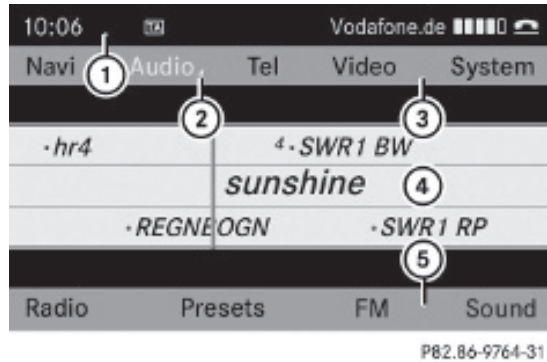 10:06 TA Vodafone.de
Navi Audio Tel Video System
1
2 3
·hr4 4·SWR1 BW
sunshine 4
·REGNBOGN ·SWR1 RP
5
Radio Presets FM Sound
P82.86-9764-31